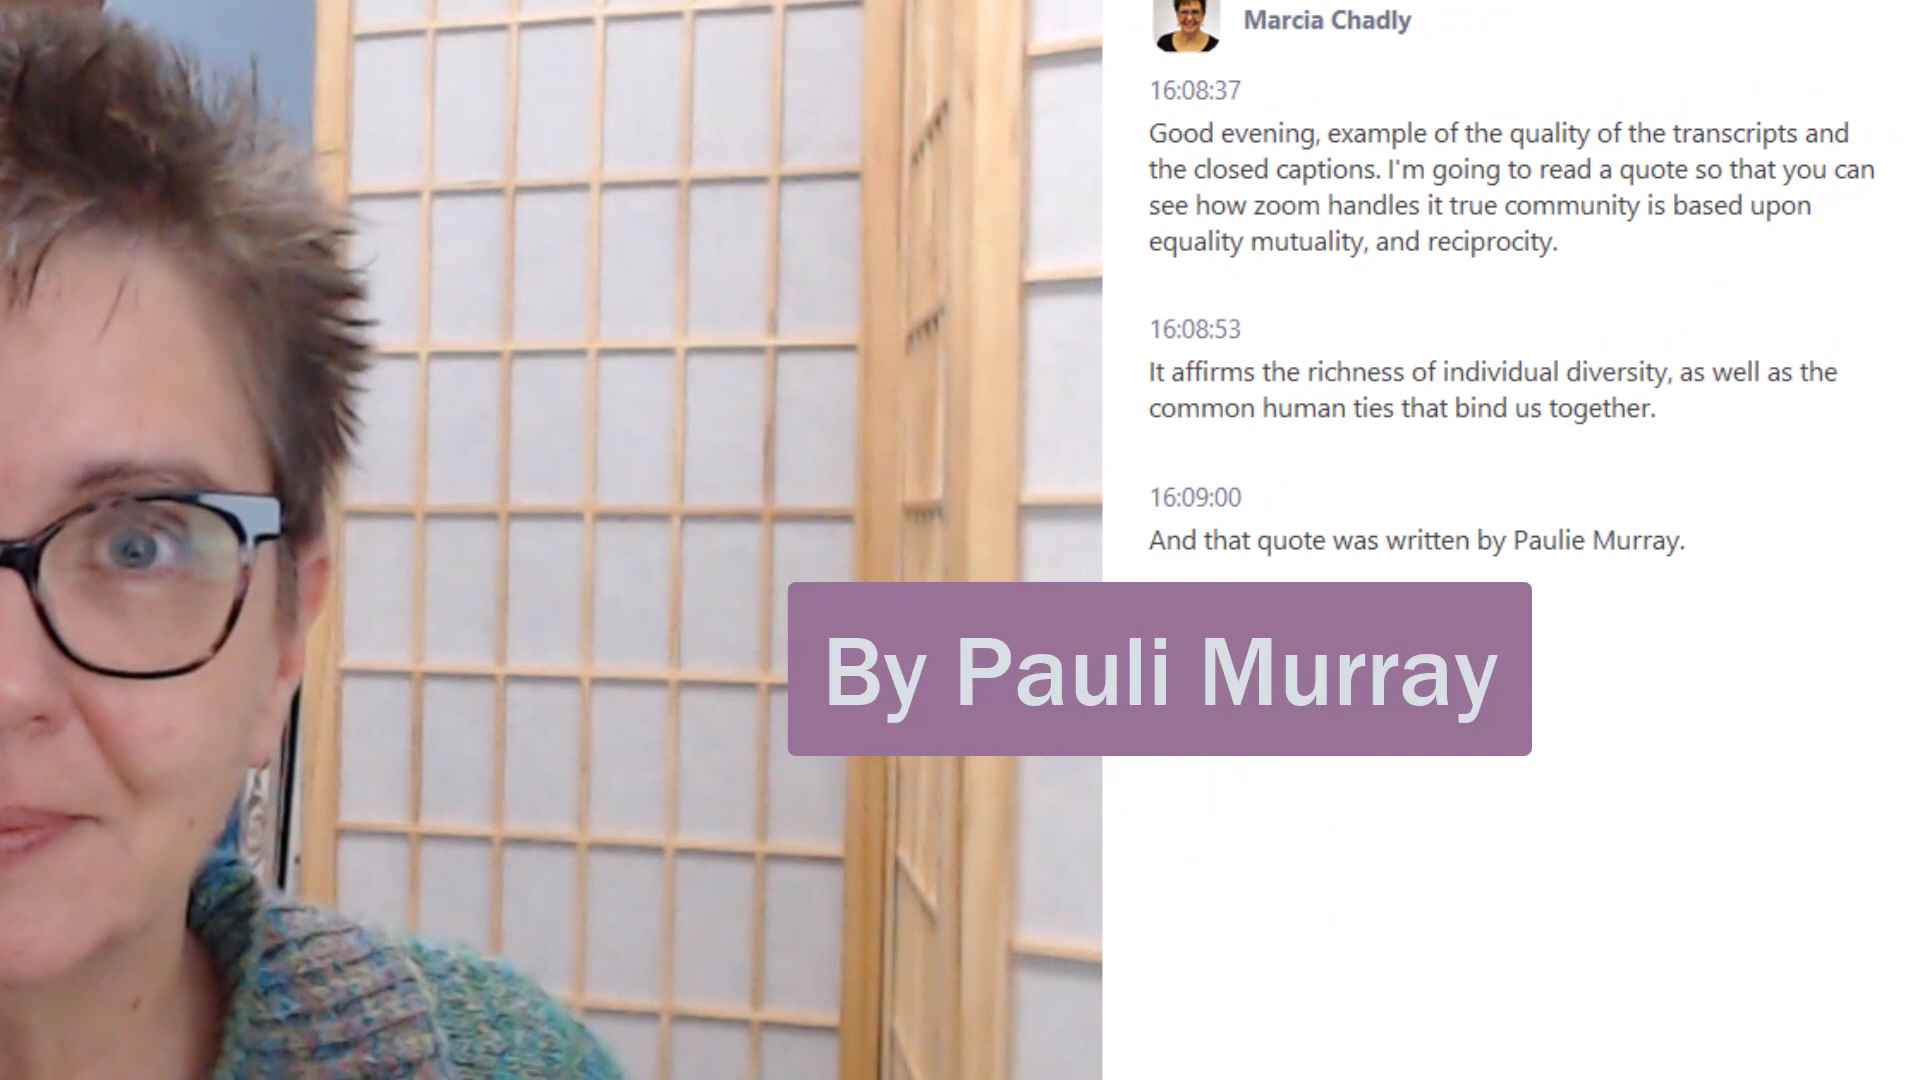 Marcia Chadly
16:08:37
Good evening, example of the quality of the transcripts and
the closed captions. I'm going to read a quote so that you can
see how zoom handles it true community is based upon
equality mutuality, and reciprocity.
16:08:53
It affirms the richness of individual diversity, as well as the
common human ties that bind us together.
16:09:00
And that quote was written by Paulie Murray.
By Pauli Murray